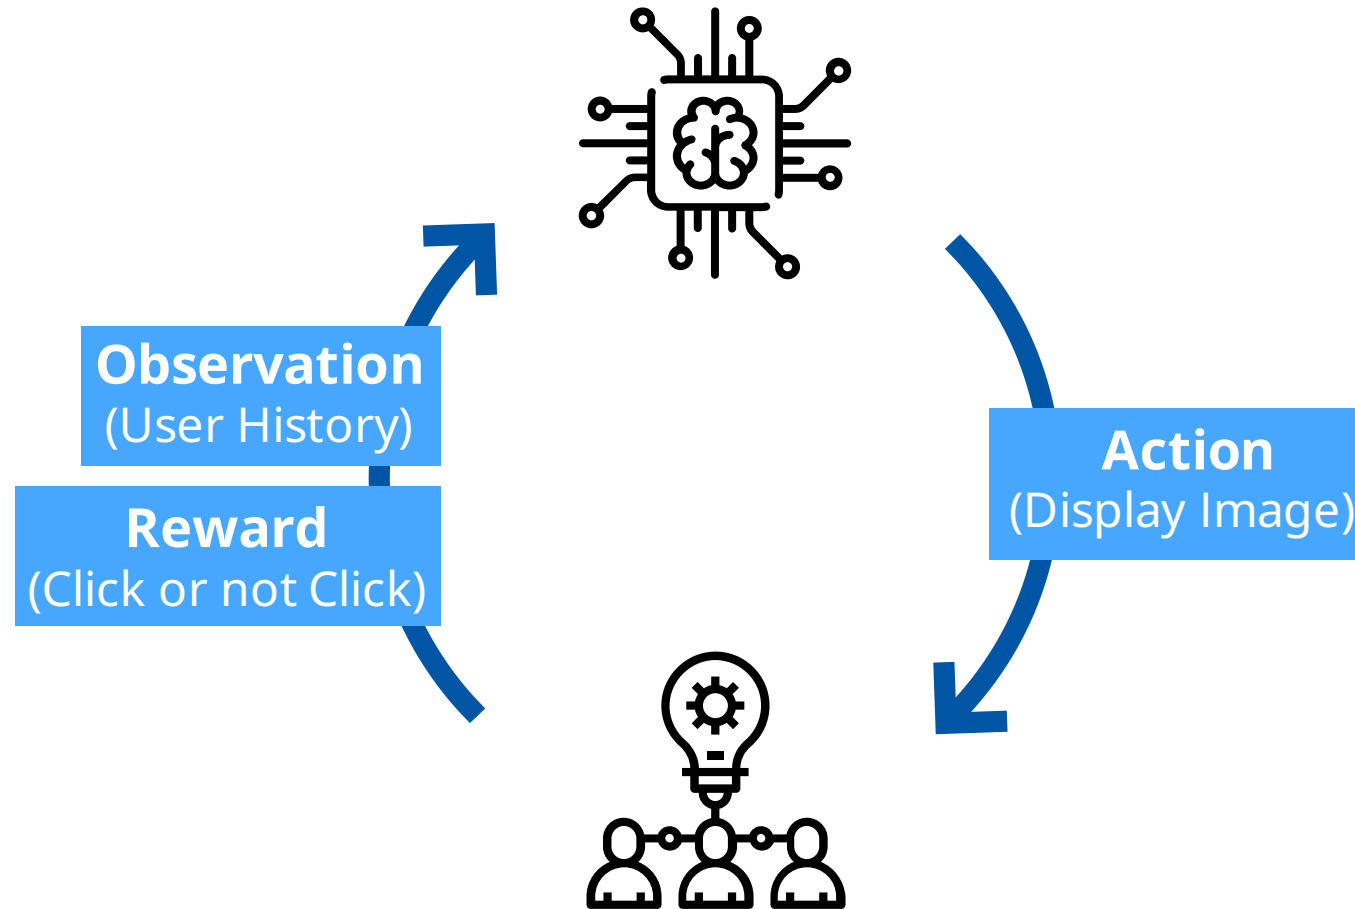 Observation
(User History)
Reward
(Click or not Click)
Action
(Display Image)